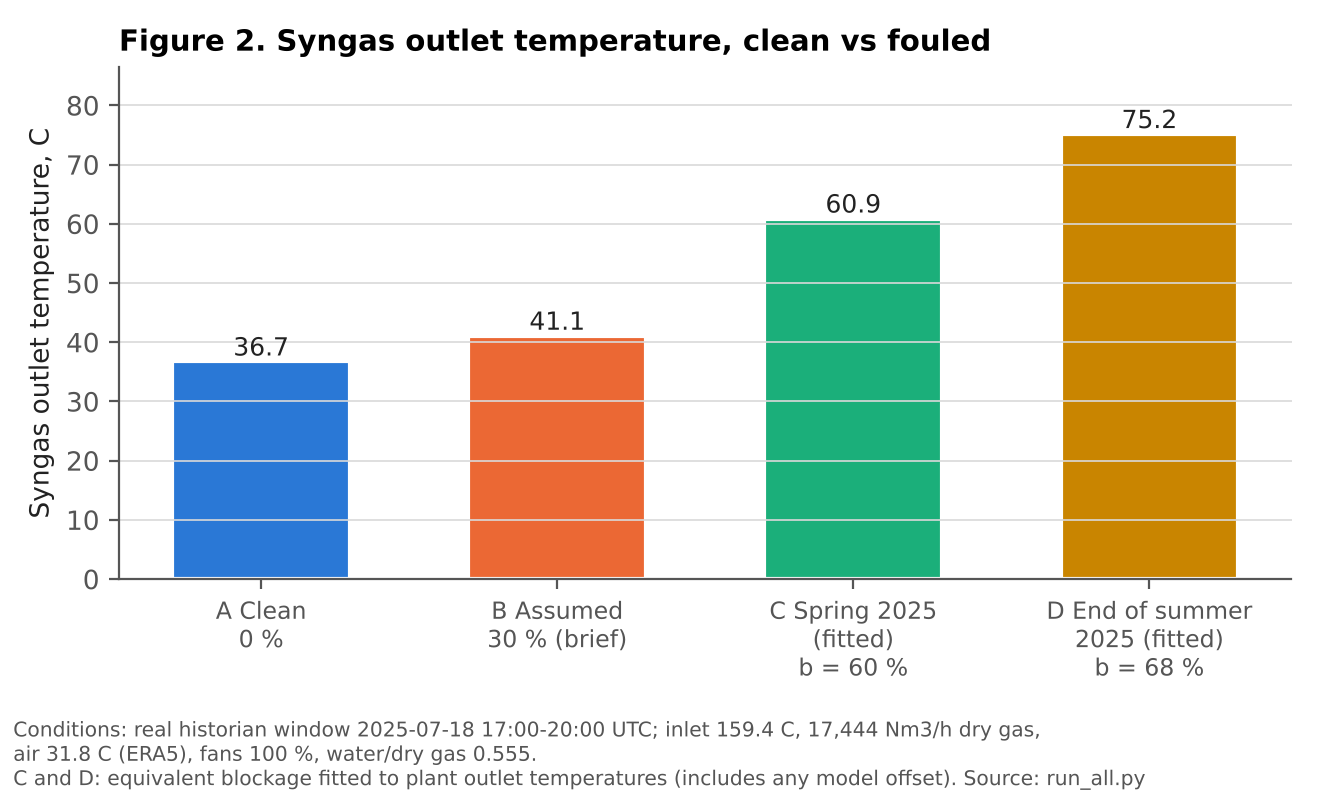 Figure 2. Syngas outlet temperature, clean vs fouled
Syngas outlet temperature, C
80
70
60
50
40
30
20
10
0
36.7
41.1
60.9
75.2
A Clean
0 %
B Assumed
30 % (brief)
C Spring 2025
(fitted)
b = 60 %
D End of summer
2025 (fitted)
b = 68 %
Conditions: real historian window 2025-07-18 17:00-20:00 UTC; inlet 159.4 C, 17,444 Nm3/h dry gas,
air 31.8 C (ERA5), fans 100 %, water/dry gas 0.555.
C and D: equivalent blockage fitted to plant outlet temperatures (includes any model offset). Source: run_all.py